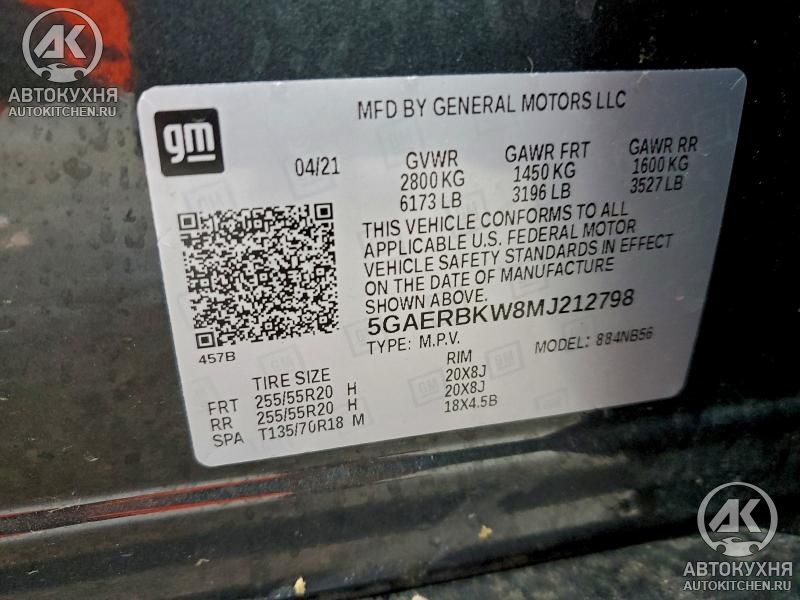 АК
АВТОКУХНЯ
AUTOKITCHEN.RU
gm
MFD BY GENERAL MOTORS LLC
04/21
GVWR GAWR FRT GAWR RR
2800 KG 1450 KG 1600 KG
6173 LB 3196 LB 3527 LB
THIS VEHICLE CONFORMS TO ALL
APPLICABLE U.S. FEDERAL MOTOR
VEHICLE SAFETY STANDARDS IN EFFECT
ON THE DATE OF MANUFACTURE
SHOWN ABOVE.
5GAERBKW8MJ212798
457B
TYPE: M.P.V. MODEL: 884NB56
TIRE SIZE RIM
FRT 255/55R20 H 20X8J
RR 255/55R20 H 20X8J
SPA T135/70R18 M 18X4.5B
АК
АВТОКУХНЯ
AUTOKITCHEN.RU